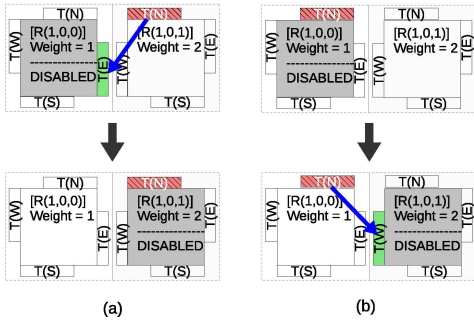 T(N) T(N) T(N) T(N)
T(W) [R(1,0,0)] T(W) [R(1,0,1)] T(E) T(W) [R(1,0,0)] T(E) T(W) [R(1,0,1)] T(E)
Weight = 1 Weight = 2 Weight = 1 Weight = 2
T(E)
DISABLED DISABLED
T(S) T(S) T(S) T(S)
T(N) T(N) T(N) T(N)
T(W) [R(1,0,0)] T(E) T(W) [R(1,0,1)] T(E) T(W) [R(1,0,0)] T(E) T(W) [R(1,0,1)] T(E)
Weight = 1 Weight = 2 Weight = 1 Weight = 2
DISABLED DISABLED
T(S) T(S) T(S) T(S)
(a) (b)